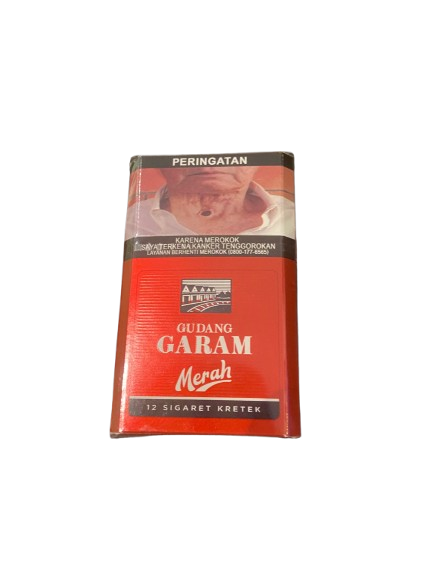 PERINGATAN
KARENA MEROKOK
SAYA TERKENA KANKER TENGGOROKAN
LAYANAN BERHENTI MEROKOK (0800-177-6565)
GUDANG
GARAM
Merah
12 SIGARET KRETEK